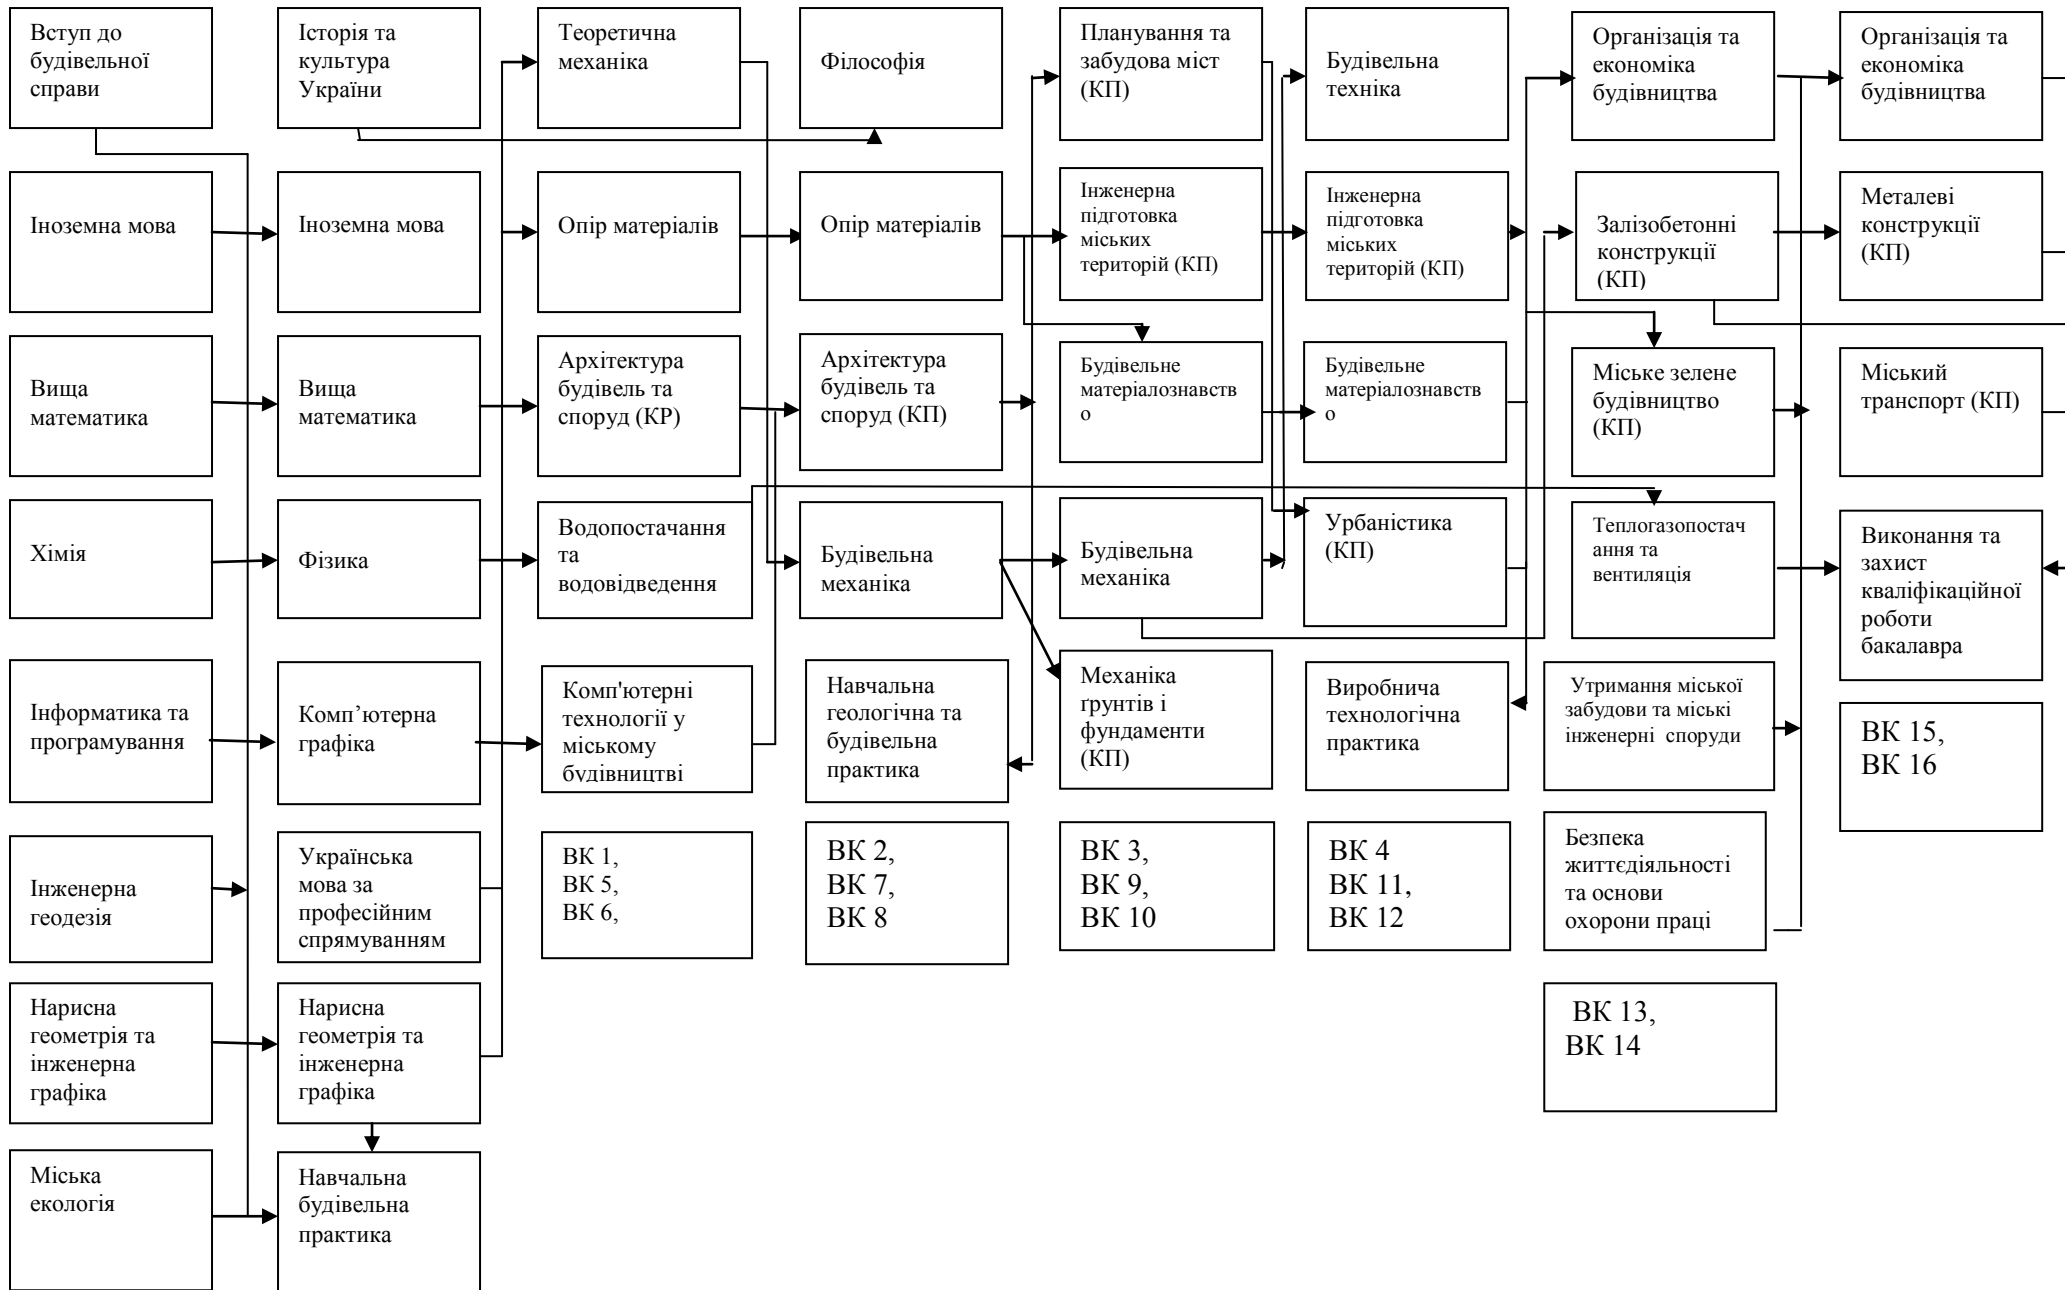 Вступ до
будівельної
справи
Історія та
культура
України
Теоретична
механіка
Філософія
Планування та
забудова міст
(КП)
Будівельна
техніка
Організація та
економіка
будівництва
Організація та
економіка
будівництва
Іноземна мова
Іноземна мова
Опір матеріалів
Опір матеріалів
Інженерна
підготовка
міських
територій (КП)
Інженерна
підготовка
міських
територій (КП)
Залізобетонні
конструкції
(КП)
Металеві
конструкції
(КП)
Вища
математика
Вища
математика
Архітектура
будівель та
споруд (КР)
Архітектура
будівель та
споруд (КП)
Будівельне
матеріалознавств
о
Будівельне
матеріалознавств
о
Міське зелене
будівництво
(КП)
Міський
транспорт (КП)
Хімія
Фізика
Водопостачання
та
водовідведення
Будівельна
механіка
Будівельна
механіка
Урбаністика
(КП)
Теплогазопостач
ання та
вентиляція
Виконання та
захист
кваліфікаційної
роботи
бакалавра
Інформатика та
програмування
Комп’ютерна
графіка
Комп'ютерні
технології у
міському
будівництві
Навчальна
геологічна та
будівельна
практика
Механіка
ґрунтів і
фундаменти
(КП)
Виробнича
технологічна
практика
Утримання міської
забудови та міські
інженерні споруди
ВК 15,
ВК 16
Інженерна
геодезія
Українська
мова за
професійним
спрямуванням
ВК 1,
ВК 5,
ВК 6,
ВК 2,
ВК 7,
ВК 8
ВК 3,
ВК 9,
ВК 10
ВК 4
ВК 11,
ВК 12
Безпека
життєдіяльності
та основи
охорони праці
Нарисна
геометрія та
інженерна
графіка
Нарисна
геометрія та
інженерна
графіка
ВК 13,
ВК 14
Міська
екологія
Навчальна
будівельна
практика